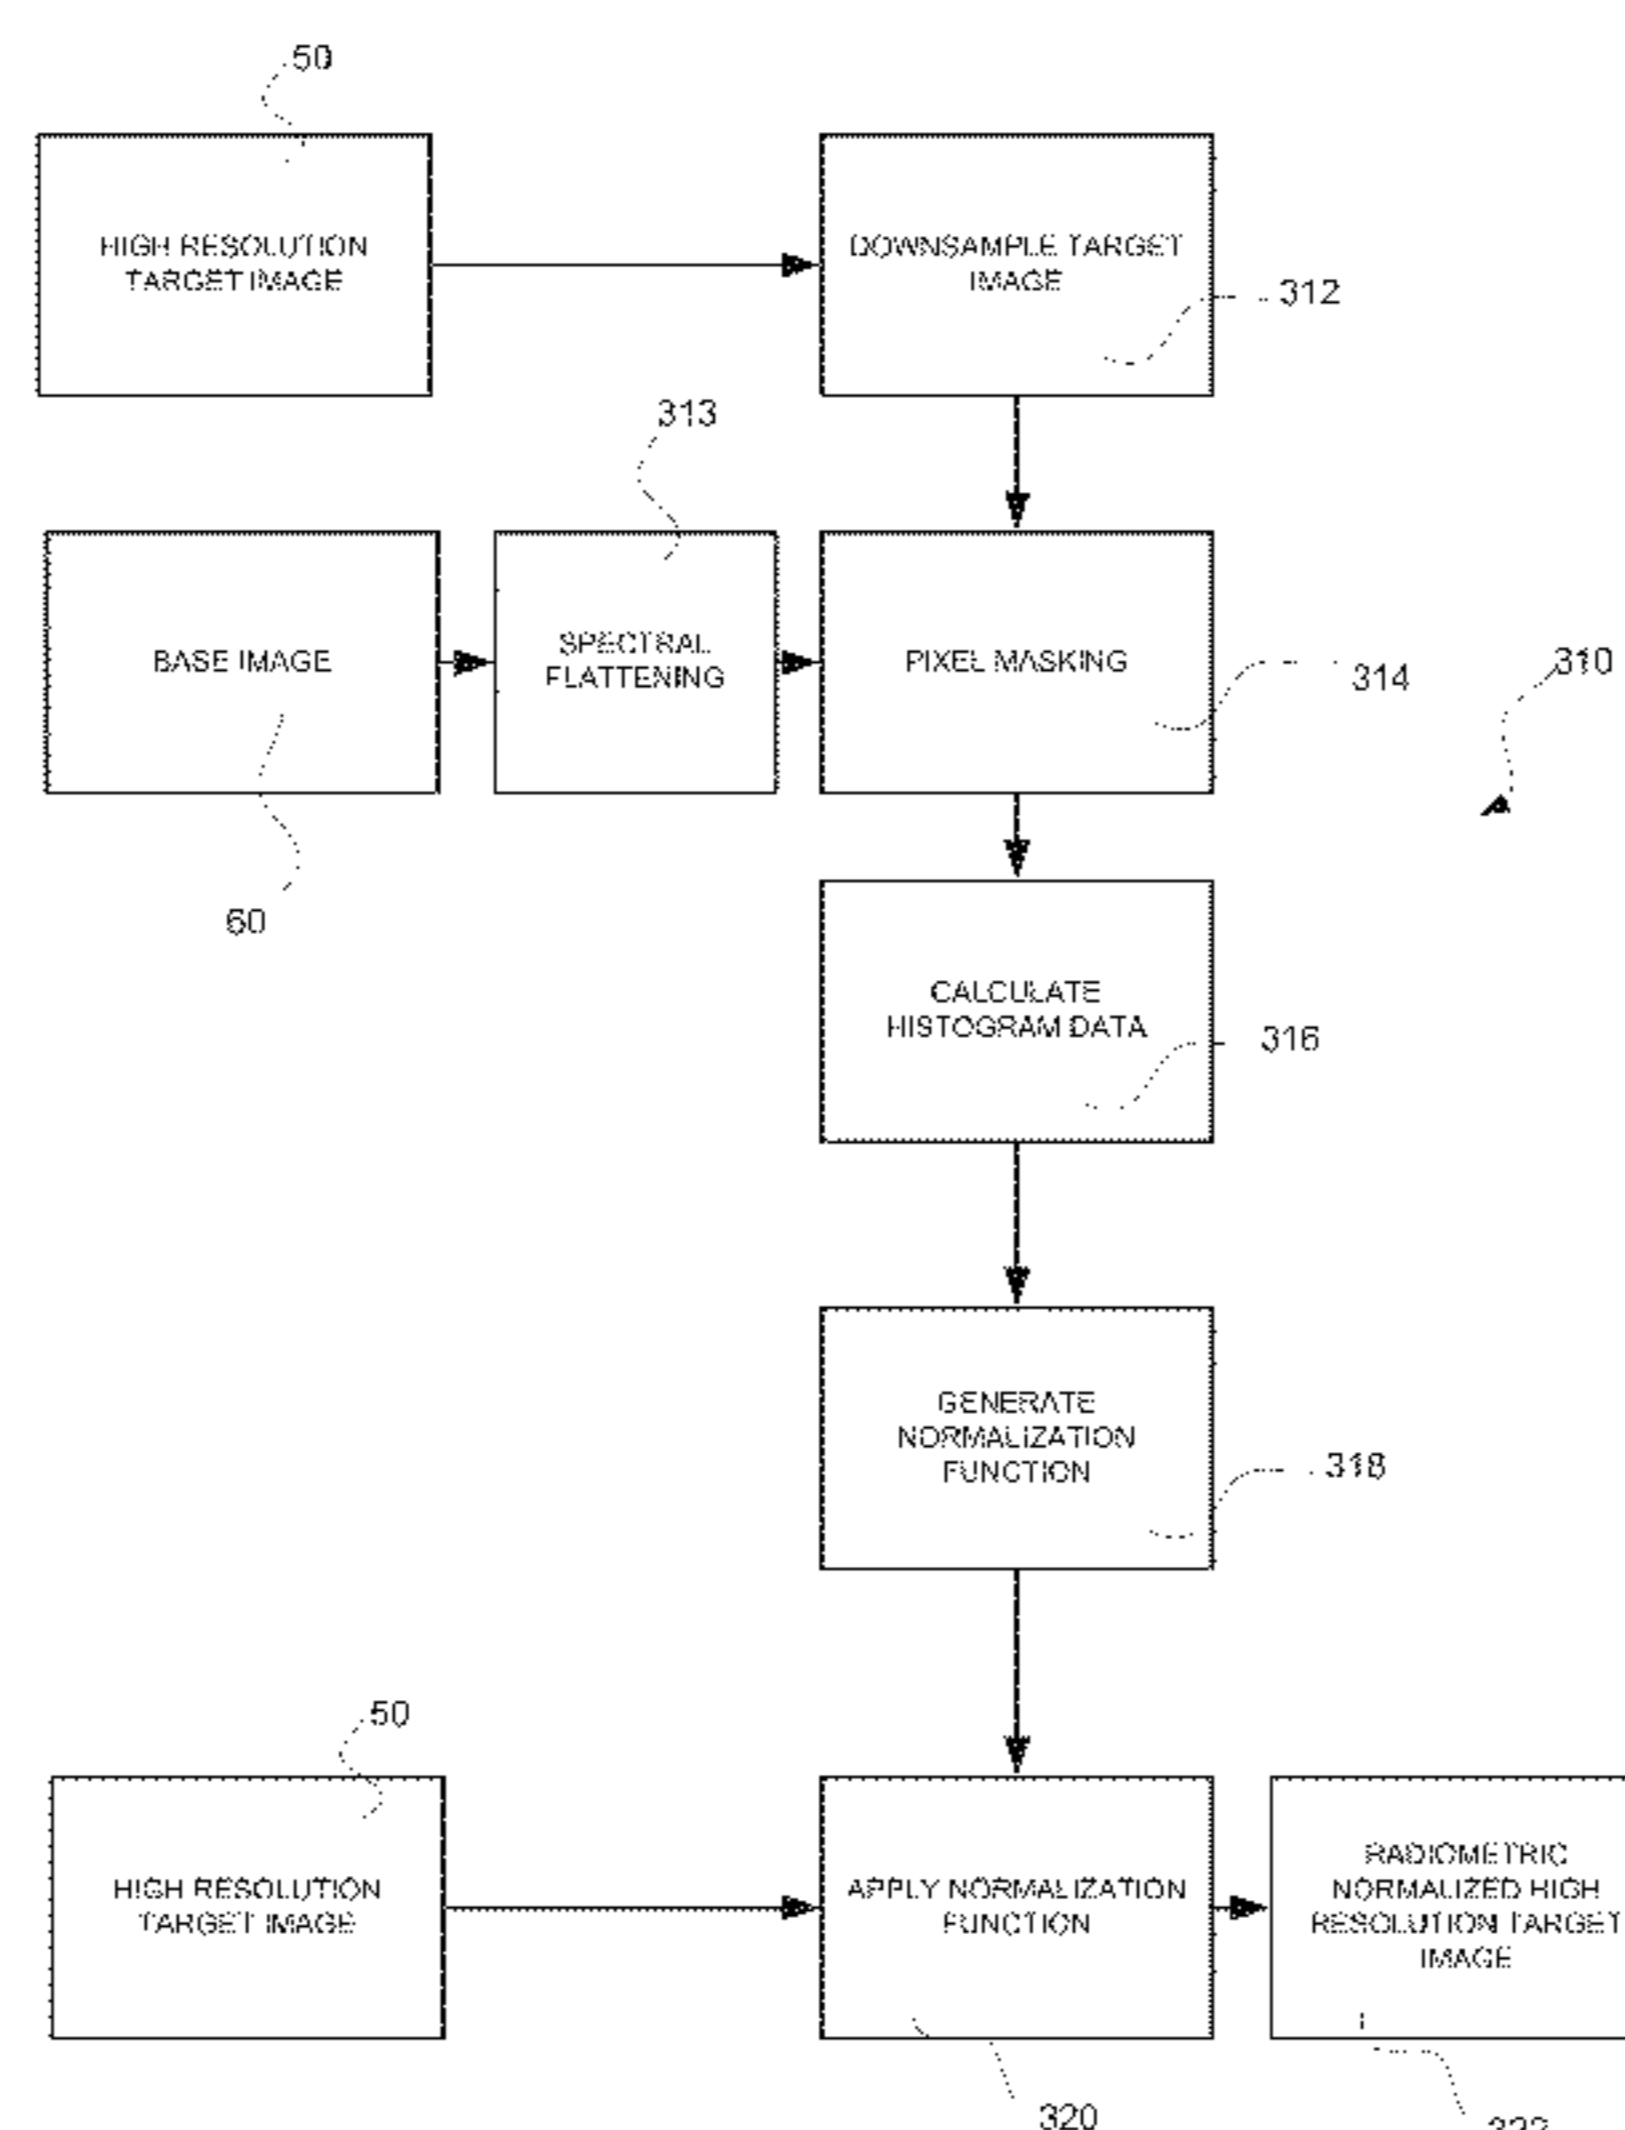 50
HIGH RESOLUTION
TARGET IMAGE
DOWNSAMPLE TARGET
IMAGE
312
313
BASE IMAGE
SPECTRAL
FLATTENING
PIXEL MASKING
314
310
60
CALCULATE
HISTOGRAM DATA
316
GENERATE
NORMALIZATION
FUNCTION
318
50
HIGH RESOLUTION
TARGET IMAGE
APPLY NORMALIZATION
FUNCTION
RADIOMETRIC
NORMALIZED HIGH
RESOLUTION TARGET
IMAGE
320